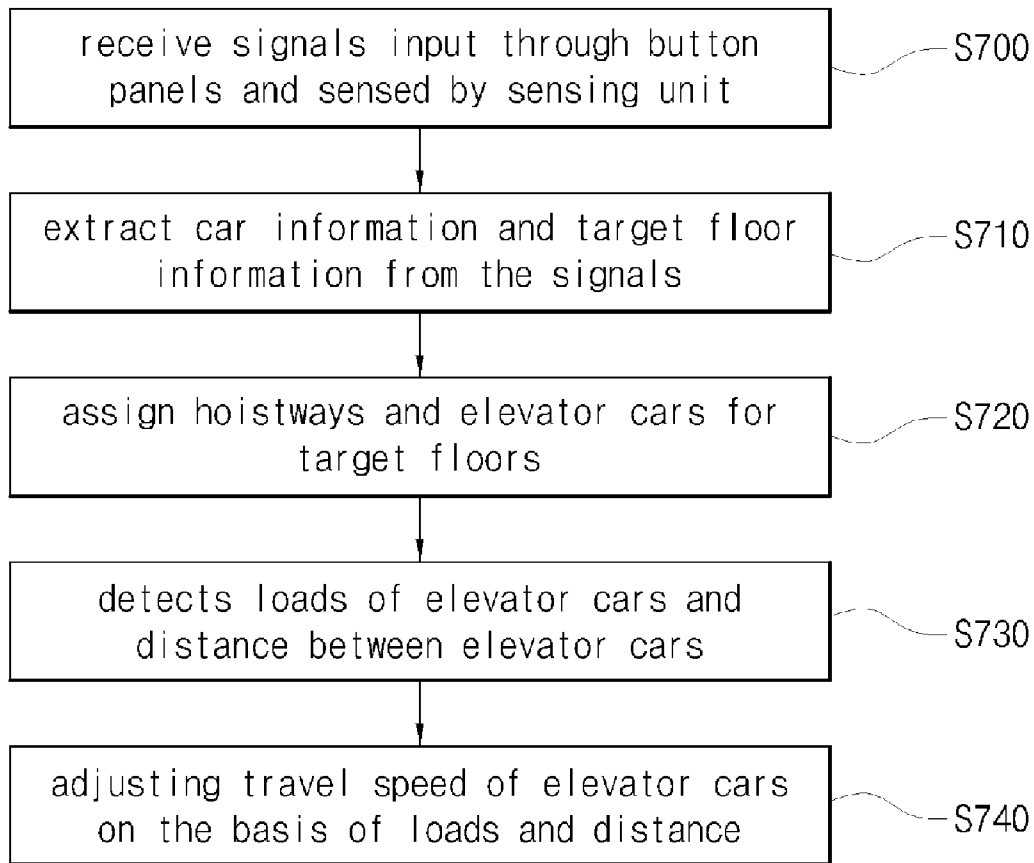 receive signals input through button
panels and sensed by sensing unit
S700
extract car information and target floor
information from the signals
S710
assign hoistways and elevator cars for
target floors
S720
detects loads of elevator cars and
distance between elevator cars
S730
adjusting travel speed of elevator cars
on the basis of loads and distance
S740